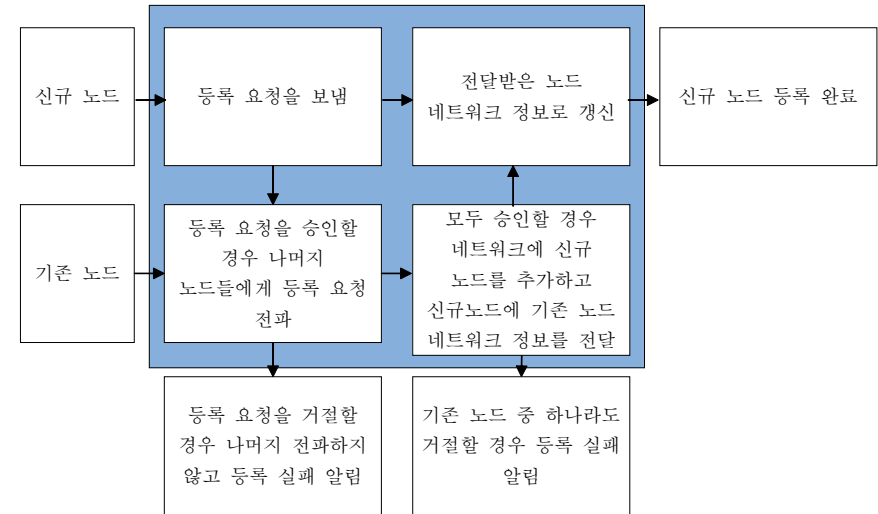 신규 노드
등록 요청을 보냄
전달받은 노드
네트워크 정보로 갱신
신규 노드 등록 완료
기존 노드
등록 요청을 승인할
경우 나머지
노드들에게 등록 요청
전파
모두 승인할 경우
네트워크에 신규
노드를 추가하고
신규노드에 기존 노드
네트워크 정보를 전달
등록 요청을 거절할
경우 나머지 전파하지
않고 등록 실패 알림
기존 노드 중 하나라도
거절할 경우 등록 실패
알림